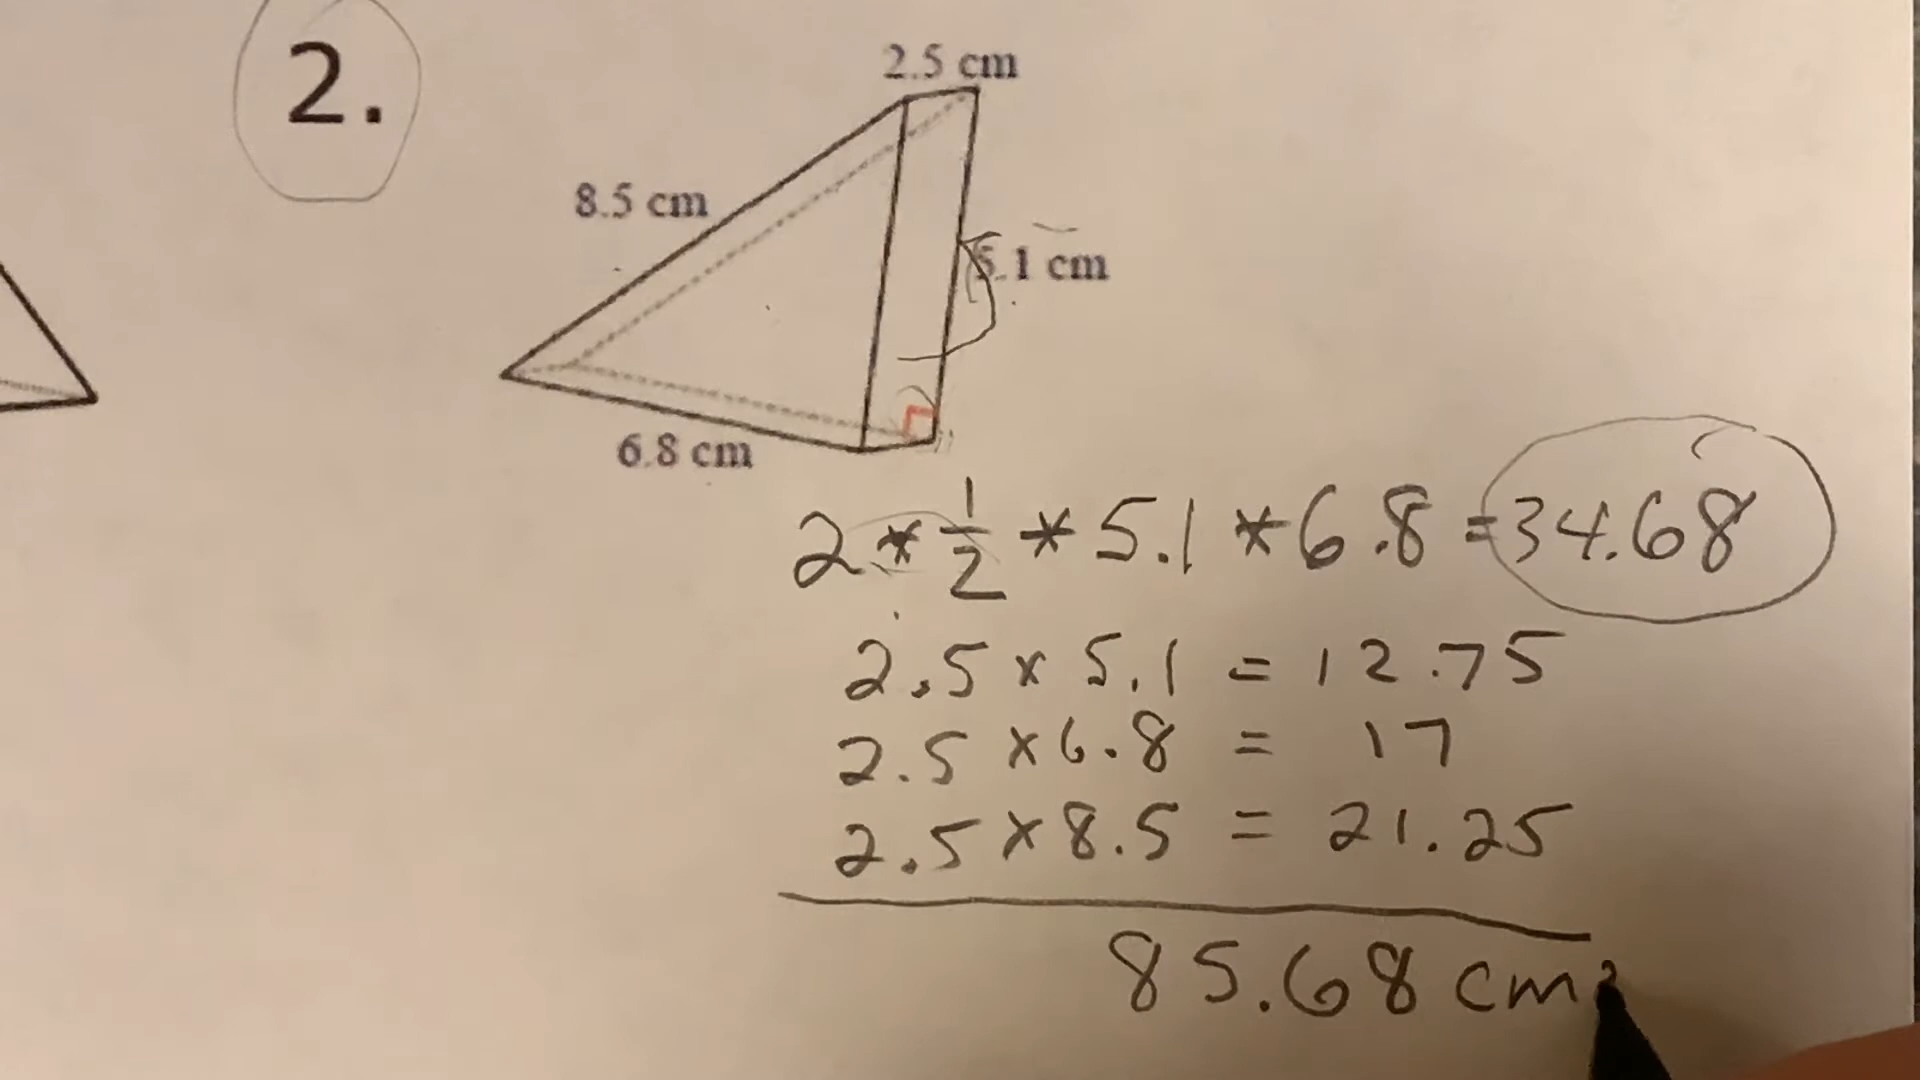 2.
2.5 cm
8.5 cm
5.1 cm
6.8 cm
2 * 1/2 * 5.1 * 6.8 = 34.68
2.5 x 5.1 = 12.75
2.5 x 6.8 = 17
2.5 x 8.5 = 21.25
85.68 cm²